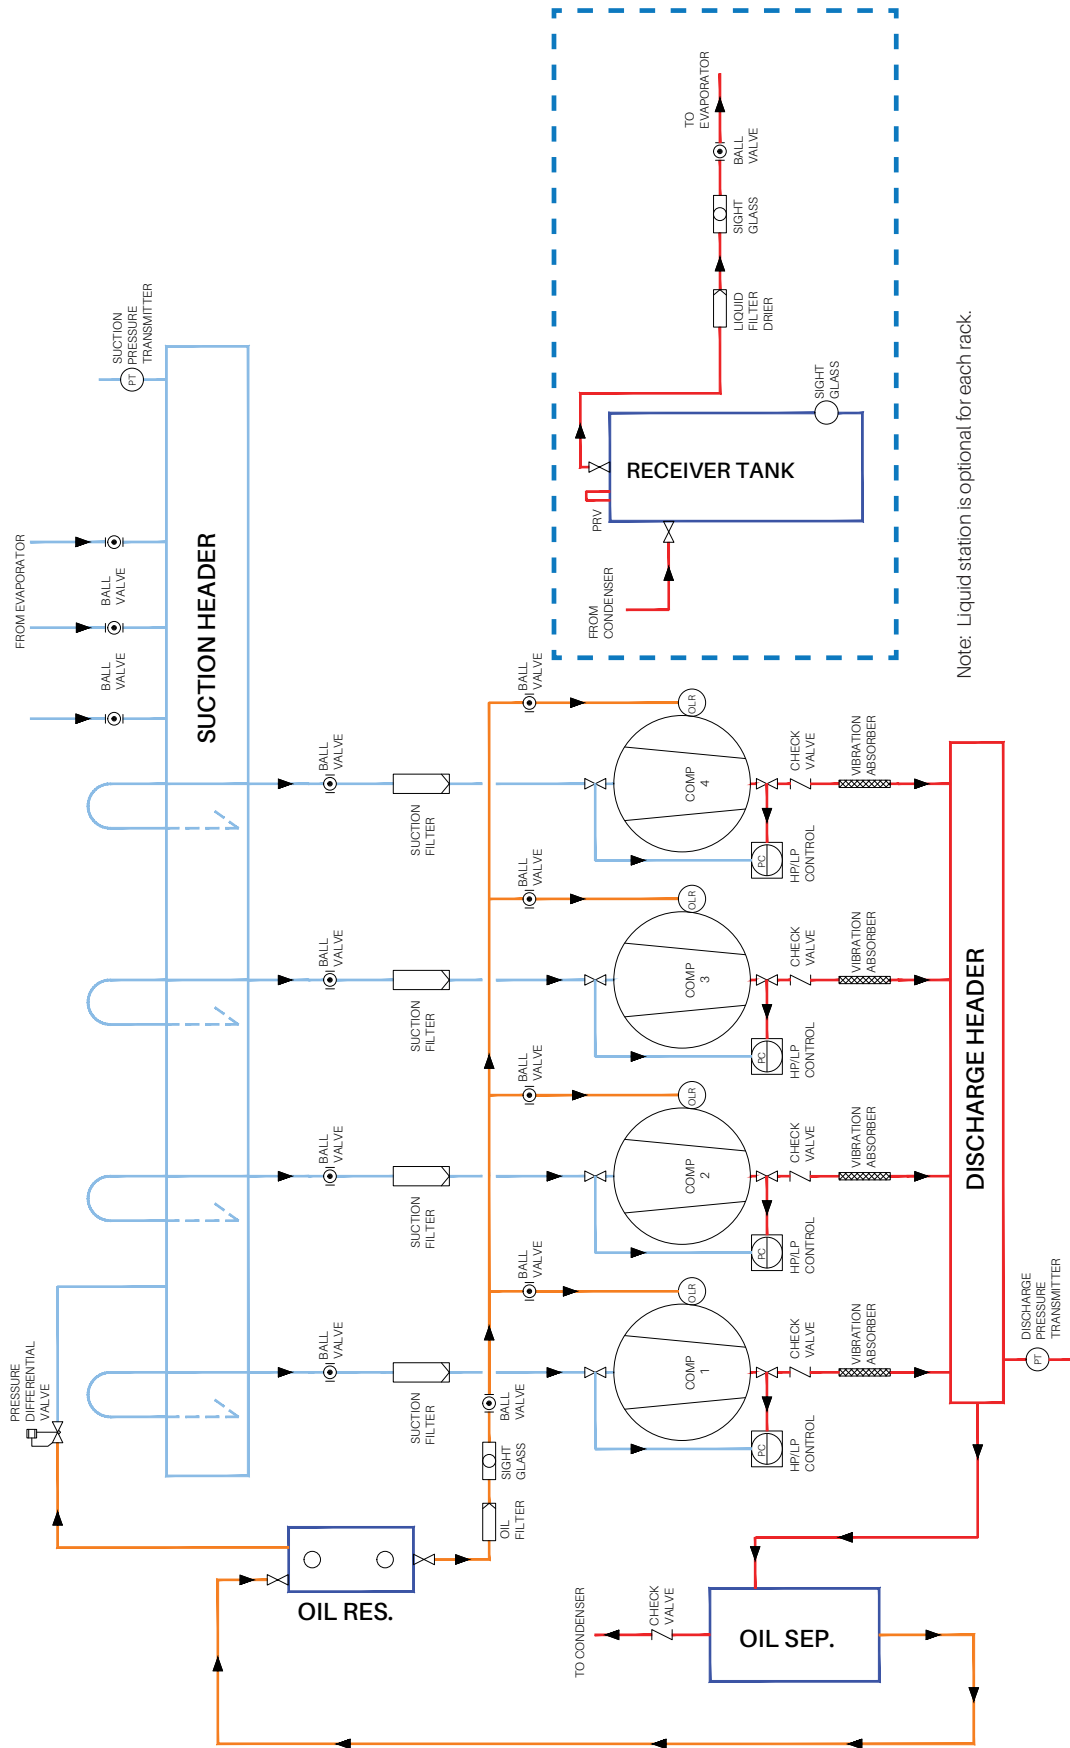 TO
EVAPORATOR
BALL
VALVE
SIGHT
GLASS
LIQUID
FILTER
DRIER
SIGHT
GLASS
RECEIVER TANK
PRV
FROM
CONDENSER
Note: Liquid station is optional for each rack.
SUCTION
PRESSURE
TRANSMITTER
PT
FROM EVAPORATOR
BALL
VALVE
BALL
VALVE
SUCTION HEADER
PRESSURE
DIFFERENTIAL
VALVE
BALL
VALVE
BALL
VALVE
BALL
VALVE
BALL
VALVE
SUCTION
FILTER
SUCTION
FILTER
SUCTION
FILTER
SUCTION
FILTER
BALL
VALVE
BALL
VALVE
BALL
VALVE
BALL
VALVE
OIL RES.
OIL
FILTER
SIGHT
GLASS
BALL
VALVE
OLR
OLR
OLR
OLR
COMP
1
COMP
2
COMP
3
COMP
4
PC
PC
PC
PC
HP/LP
CONTROL
HP/LP
CONTROL
HP/LP
CONTROL
HP/LP
CONTROL
CHECK
VALVE
CHECK
VALVE
CHECK
VALVE
CHECK
VALVE
VIBRATION
ABSORBER
VIBRATION
ABSORBER
VIBRATION
ABSORBER
VIBRATION
ABSORBER
DISCHARGE HEADER
PT
DISCHARGE
PRESSURE
TRANSMITTER
TO CONDENSER
CHECK
VALVE
OIL SEP.